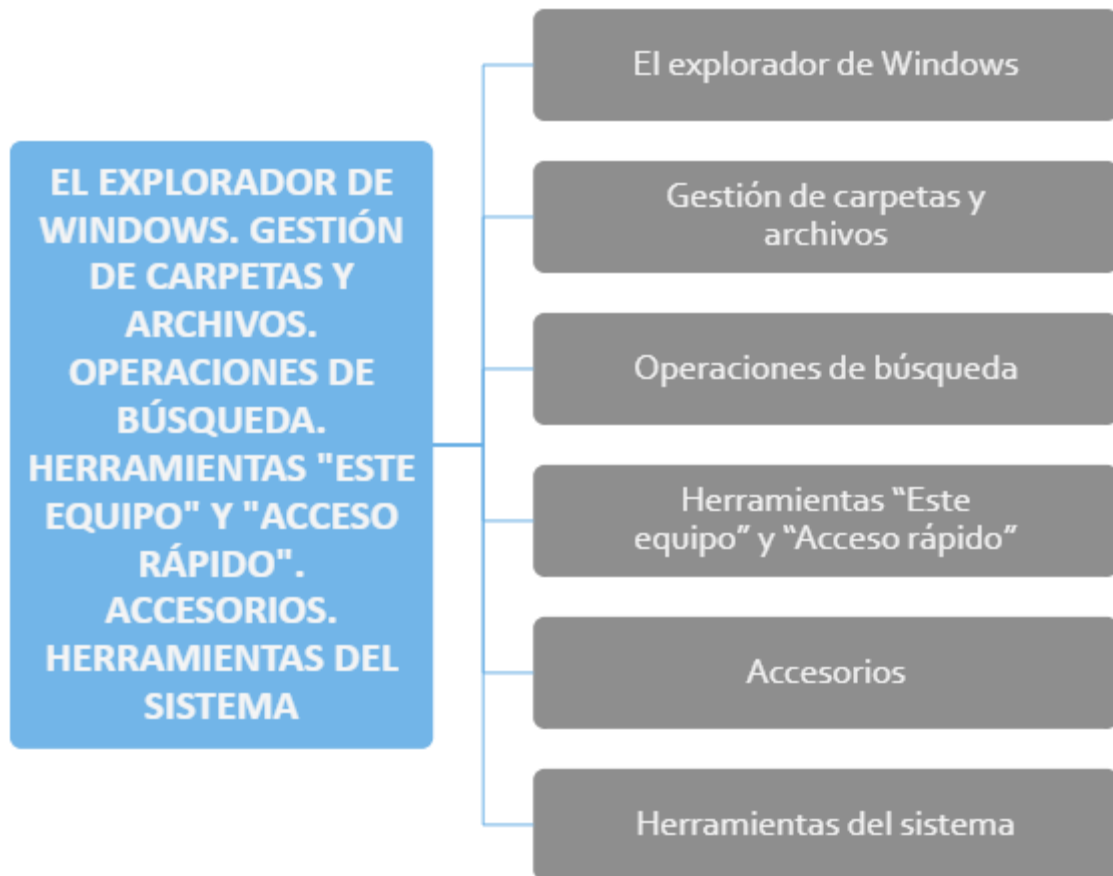 EL EXPLORADOR DE
WINDOWS. GESTIÓN
DE CARPETAS Y
ARCHIVOS.
OPERACIONES DE
BÚSQUEDA.
HERRAMIENTAS "ESTE
EQUIPO" Y "ACCESO
RÁPIDO".
ACCESORIOS.
HERRAMIENTAS DEL
SISTEMA
El explorador de Windows
Gestión de carpetas y
archivos
Operaciones de búsqueda
Herramientas “Este
equipo” y “Acceso rápido”
Accesorios
Herramientas del sistema